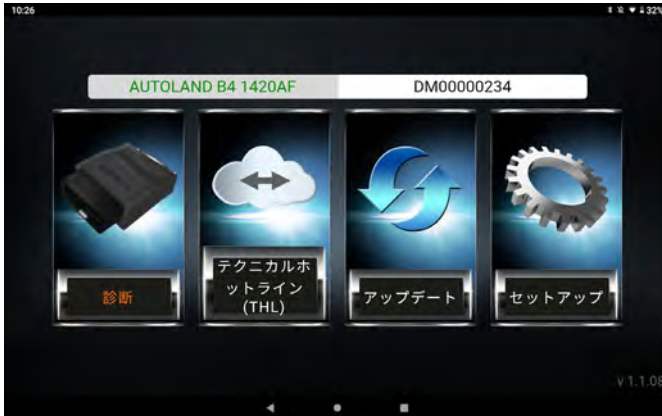 10:26
32%
AUTOLAND B4 1420AF
DM00000234
診断
テクニカルホ
ットライン
(THL)
アップデート
セットアップ
v 1.1.08